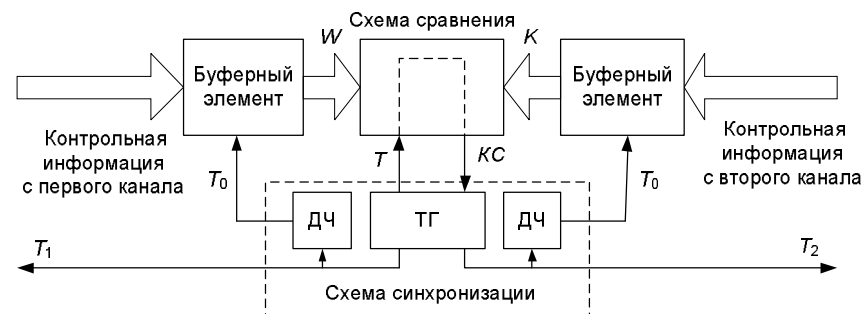 Схема сравнения
W
K
Буферный
элемент
Буферный
элемент
Контрольная
информация
с первого канала
Контрольная
информация
с второго канала
T
КС
T0
T0
ДЧ
ТГ
ДЧ
T1
T2
Схема синхронизации